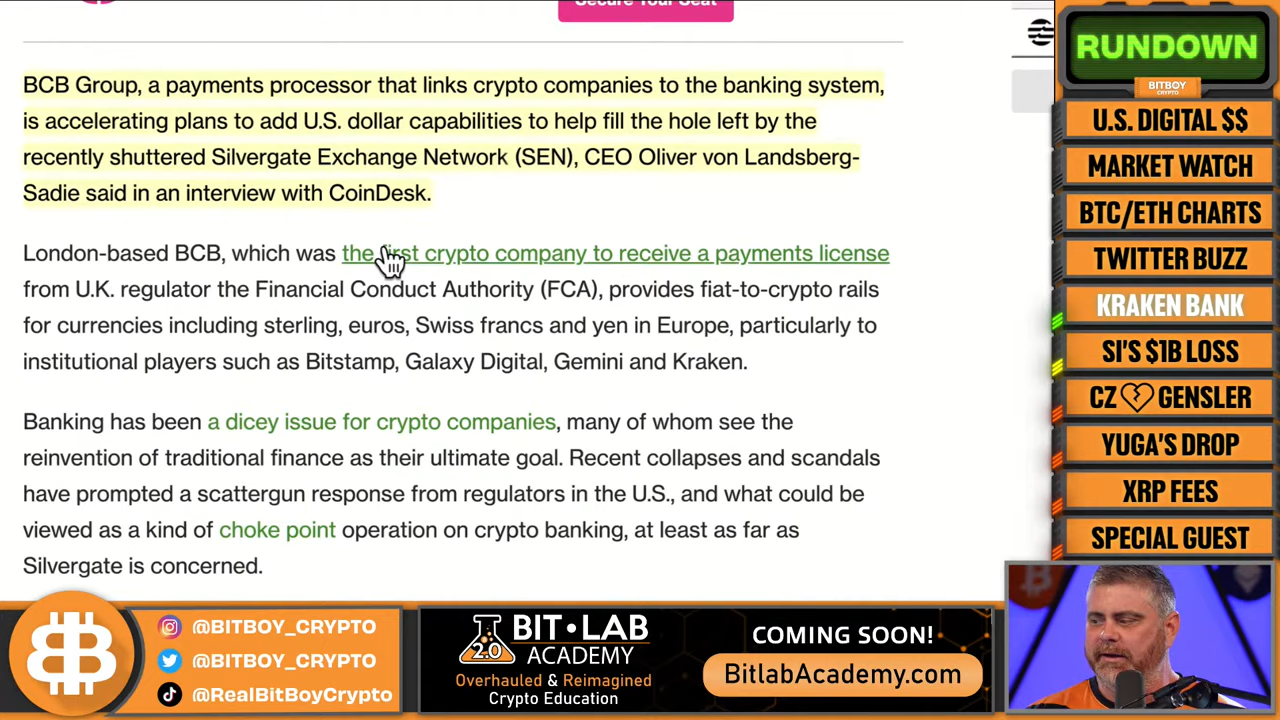 Secure Your Seat
BCB Group, a payments processor that links crypto companies to the banking system,
is accelerating plans to add U.S. dollar capabilities to help fill the hole left by the
recently shuttered Silvergate Exchange Network (SEN), CEO Oliver von Landsberg-
Sadie said in an interview with CoinDesk.
London-based BCB, which was the first crypto company to receive a payments license
from U.K. regulator the Financial Conduct Authority (FCA), provides fiat-to-crypto rails
for currencies including sterling, euros, Swiss francs and yen in Europe, particularly to
institutional players such as Bitstamp, Galaxy Digital, Gemini and Kraken.
Banking has been a dicey issue for crypto companies, many of whom see the
reinvention of traditional finance as their ultimate goal. Recent collapses and scandals
have prompted a scattergun response from regulators in the U.S., and what could be
viewed as a kind of choke point operation on crypto banking, at least as far as
Silvergate is concerned.
RUNDOWN
BITBOY
CRYPTO
U.S. DIGITAL $$
MARKET WATCH
BTC/ETH CHARTS
TWITTER BUZZ
KRAKEN BANK
SI'S $1B LOSS
CZ GENSLER
YUGA'S DROP
XRP FEES
SPECIAL GUEST
@BITBOY_CRYPTO
@BITBOY_CRYPTO
@RealBitBoyCrypto
2.0
BIT•LAB
ACADEMY
Overhauled & Reimagined
Crypto Education
COMING SOON!
BitlabAcademy.com